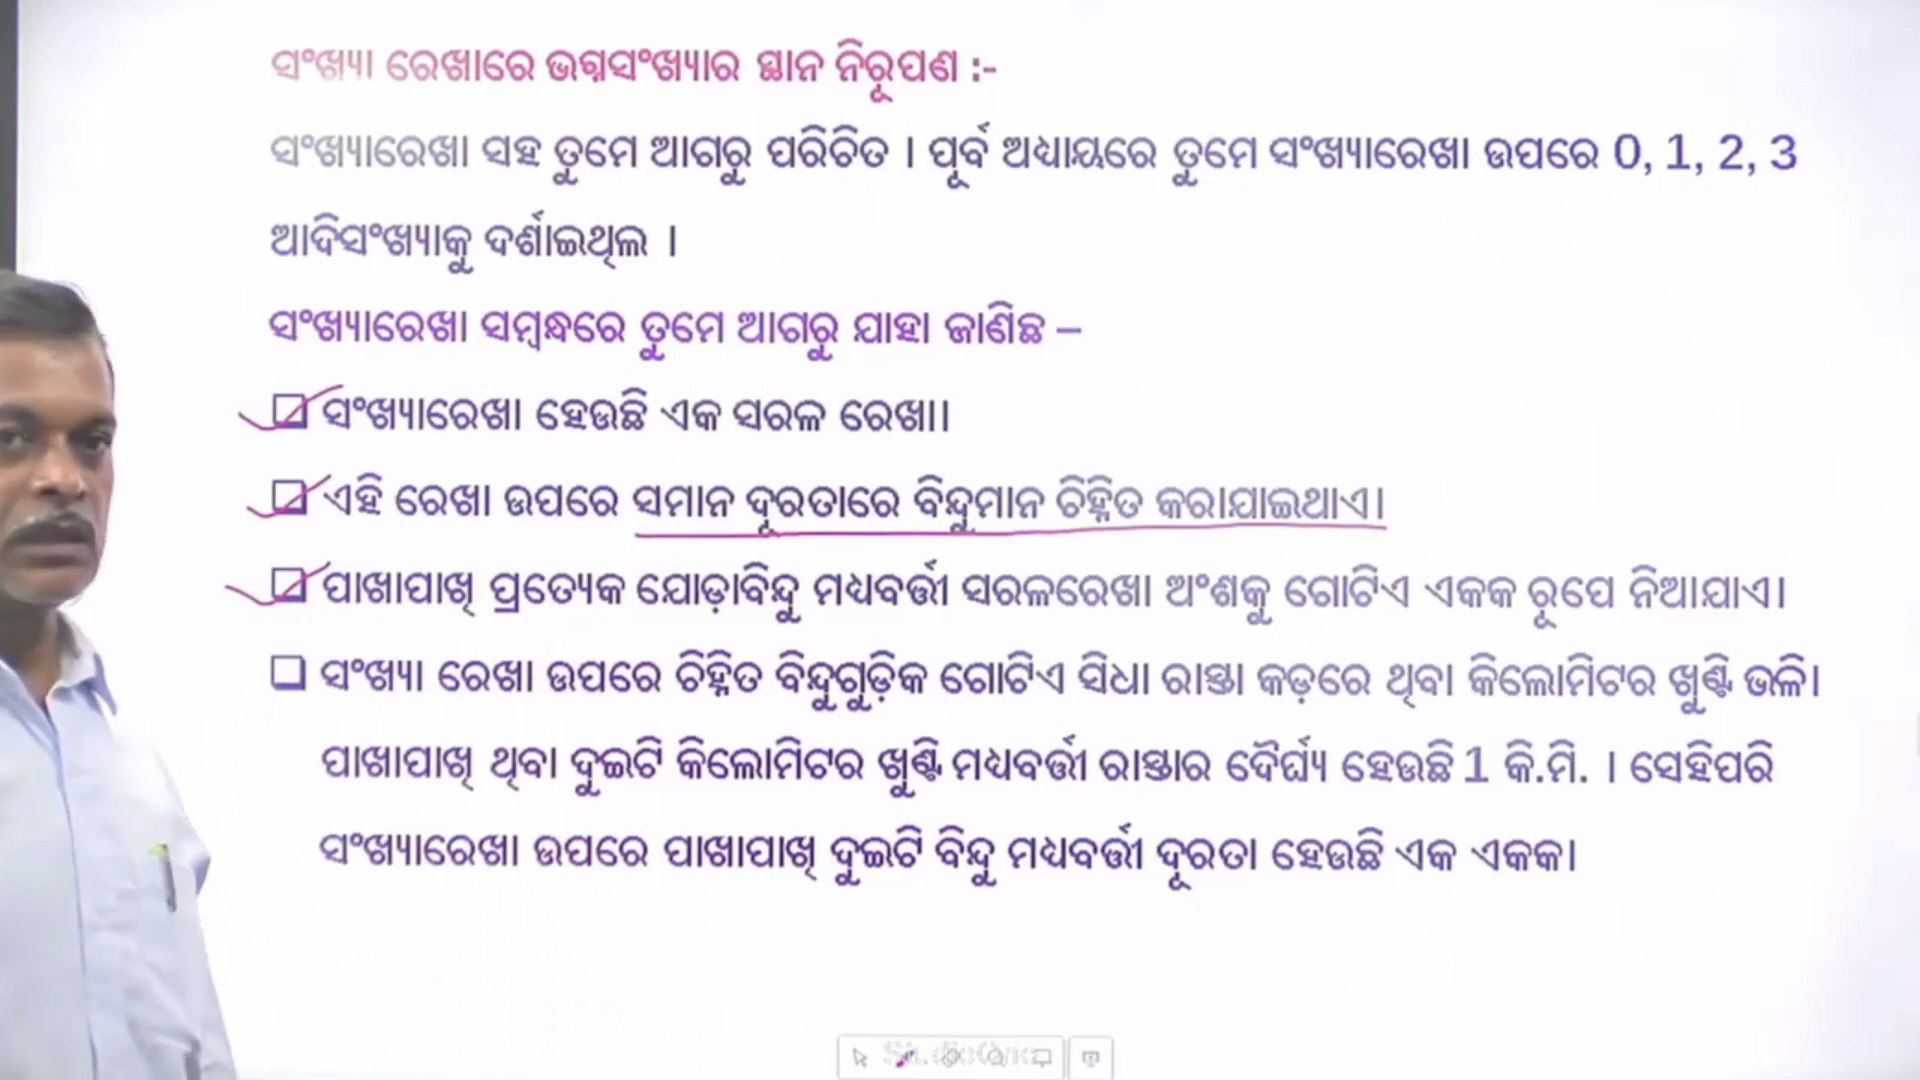 ସଂଖ୍ୟା ରେଖାରେ ଭଗ୍ନସଂଖ୍ୟାର ସ୍ଥାନ ନିରୂପଣ :-
ସଂଖ୍ୟାରେଖା ସହ ତୁମେ ଆଗରୁ ପରିଚିତ । ପୂର୍ବ ଅଧ୍ୟାୟରେ ତୁମେ ସଂଖ୍ୟାରେଖା ଉପରେ 0, 1, 2, 3
ଆଦିସଂଖ୍ୟାକୁ ଦର୍ଶାଇଥିଲ ।
ସଂଖ୍ୟାରେଖା ସମ୍ବନ୍ଧରେ ତୁମେ ଆଗରୁ ଯାହା ଜାଣିଛ –
ସଂଖ୍ୟାରେଖା ହେଉଛି ଏକ ସରଳ ରେଖା।
ଏହି ରେଖା ଉପରେ ସମାନ ଦୂରତାରେ ବିନ୍ଦୁମାନ ଚିହ୍ନିତ କରାଯାଇଥାଏ।
ପାଖାପାଖି ପ୍ରତ୍ୟେକ ଯୋଡ଼ାବିନ୍ଦୁ ମଧ୍ୟବର୍ତ୍ତୀ ସରଳରେଖା ଅଂଶକୁ ଗୋଟିଏ ଏକକ ରୂପେ ନିଆଯାଏ।
ସଂଖ୍ୟା ରେଖା ଉପରେ ଚିହ୍ନିତ ବିନ୍ଦୁଗୁଡ଼ିକ ଗୋଟିଏ ସିଧା ରାସ୍ତା କଡ଼ରେ ଥିବା କିଲୋମିଟର ଖୁଣ୍ଟି ଭଳି।
ପାଖାପାଖି ଥିବା ଦୁଇଟି କିଲୋମିଟର ଖୁଣ୍ଟି ମଧ୍ୟବର୍ତ୍ତୀ ରାସ୍ତାର ଦୈର୍ଘ୍ୟ ହେଉଛି 1 କି.ମି. । ସେହିପରି
ସଂଖ୍ୟାରେଖା ଉପରେ ପାଖାପାଖି ଦୁଇଟି ବିନ୍ଦୁ ମଧ୍ୟବର୍ତ୍ତୀ ଦୂରତା ହେଉଛି ଏକ ଏକକ।